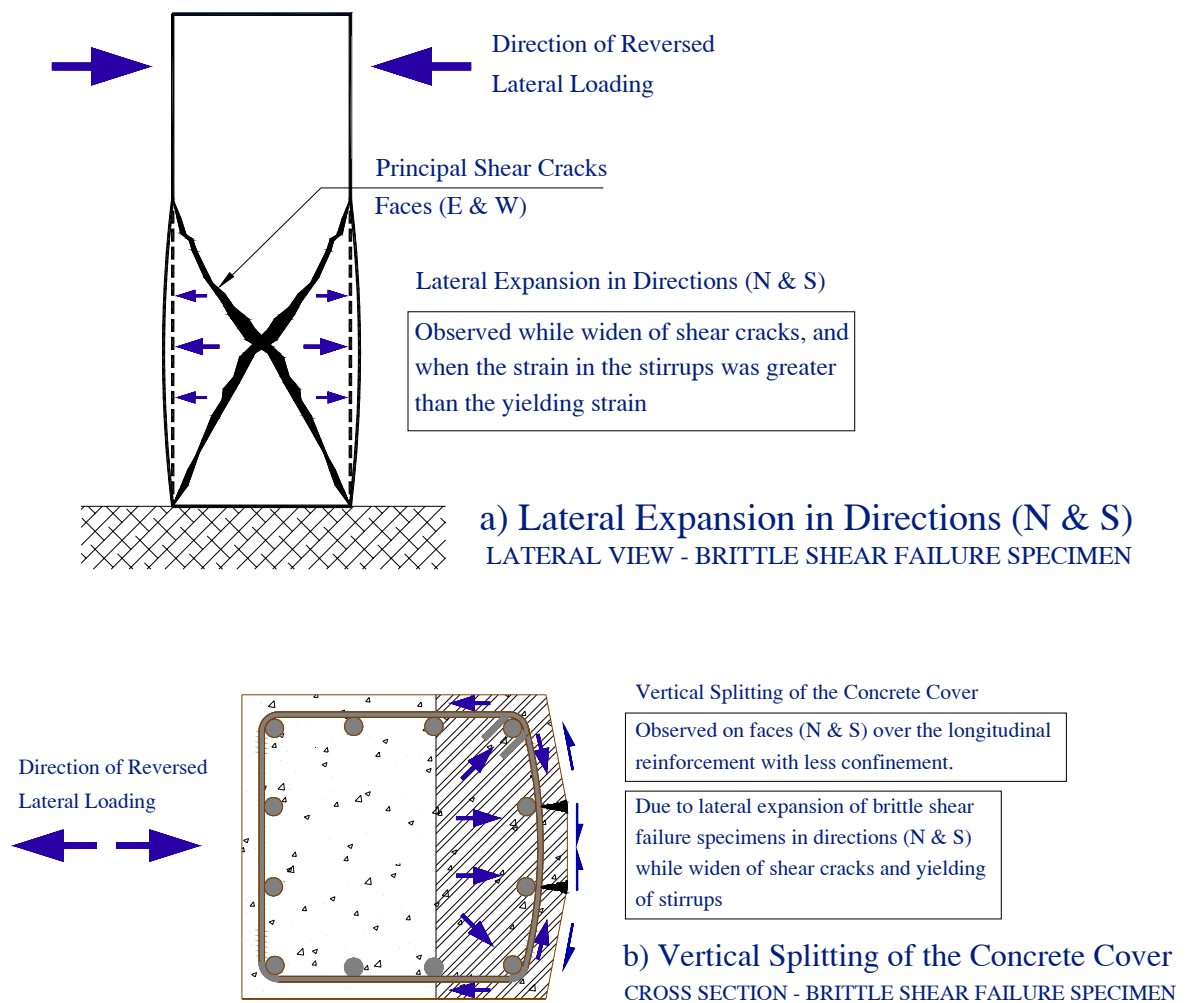 Direction of Reversed
Lateral Loading
Principal Shear Cracks
Faces (E & W)
Lateral Expansion in Directions (N & S)
Observed while widen of shear cracks, and
when the strain in the stirrups was greater
than the yielding strain
a) Lateral Expansion in Directions (N & S)
LATERAL VIEW - BRITTLE SHEAR FAILURE SPECIMEN
Vertical Splitting of the Concrete Cover
Observed on faces (N & S) over the longitudinal
reinforcement with less confinement.
Direction of Reversed
Lateral Loading
Due to lateral expansion of brittle shear
failure specimens in directions (N & S)
while widen of shear cracks and yielding
of stirrups
b) Vertical Splitting of the Concrete Cover
CROSS SECTION - BRITTLE SHEAR FAILURE SPECIMEN